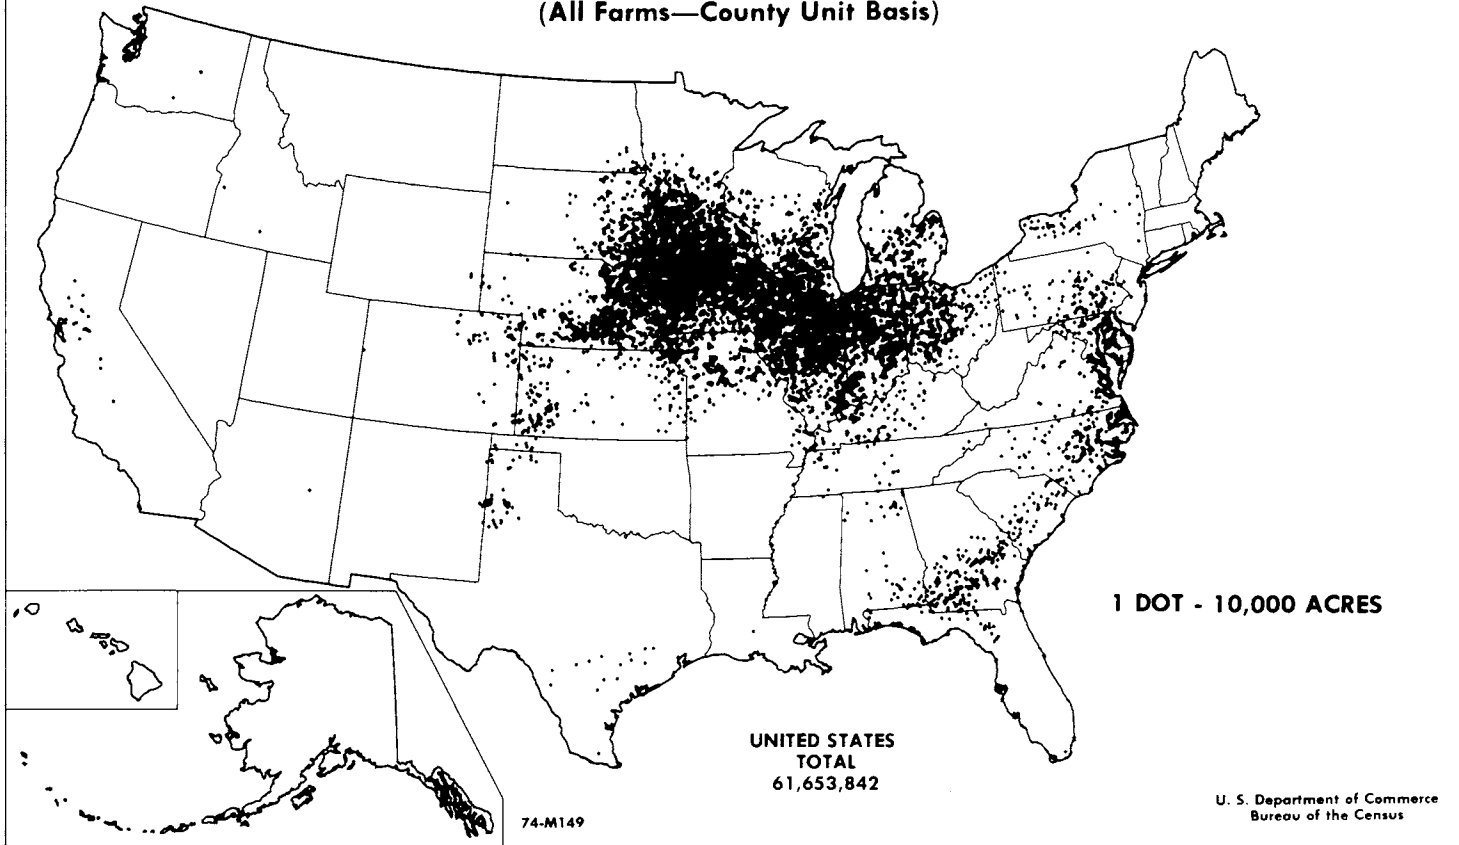 (All Farms—County Unit Basis)
1 DOT - 10,000 ACRES
UNITED STATES
TOTAL
61,653,842
74-M149
U. S. Department of Commerce
Bureau of the Census